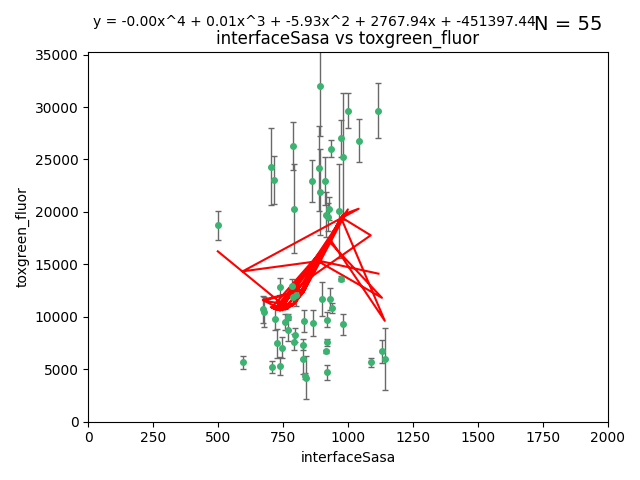 y = -0.00x^4 + 0.01x^3 + -5.93x^2 + 2767.94x + -451397.44
N = 55
interfaceSasa vs toxgreen_fluor
35000
30000
25000
20000
15000
10000
5000
0
toxgreen_fluor
0 250 500 750 1000 1250 1500 1750 2000
interfaceSasa